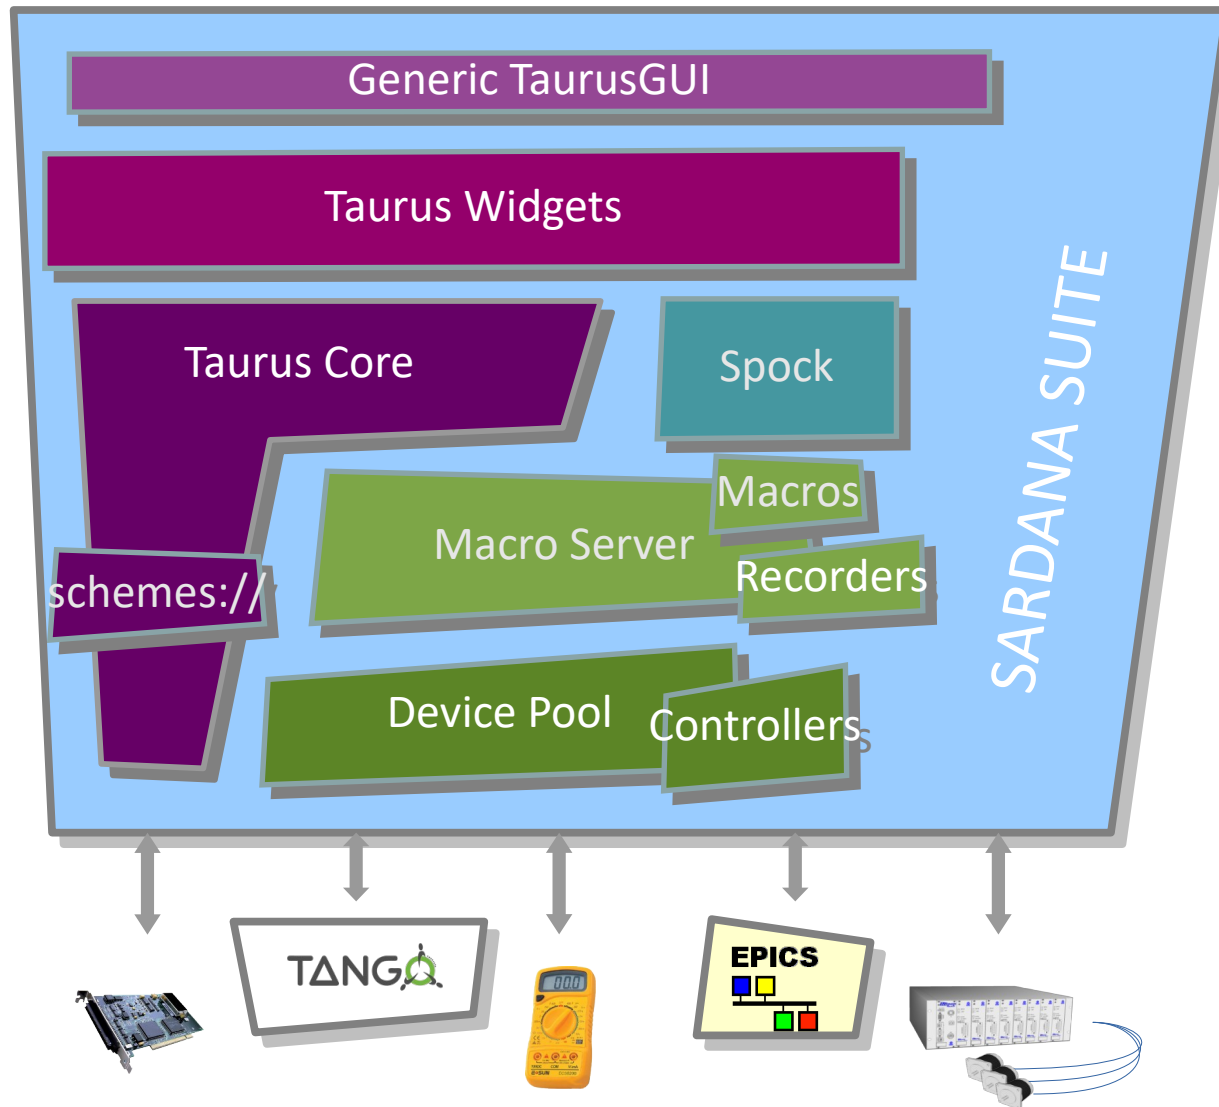 Generic TaurusGUI
Taurus Widgets
Taurus Core
Spock
SARDANA SUITE
Macros
Macro Server
Recorders
schemes://
Device Pool
Controllers
TANGO
EPICS
000